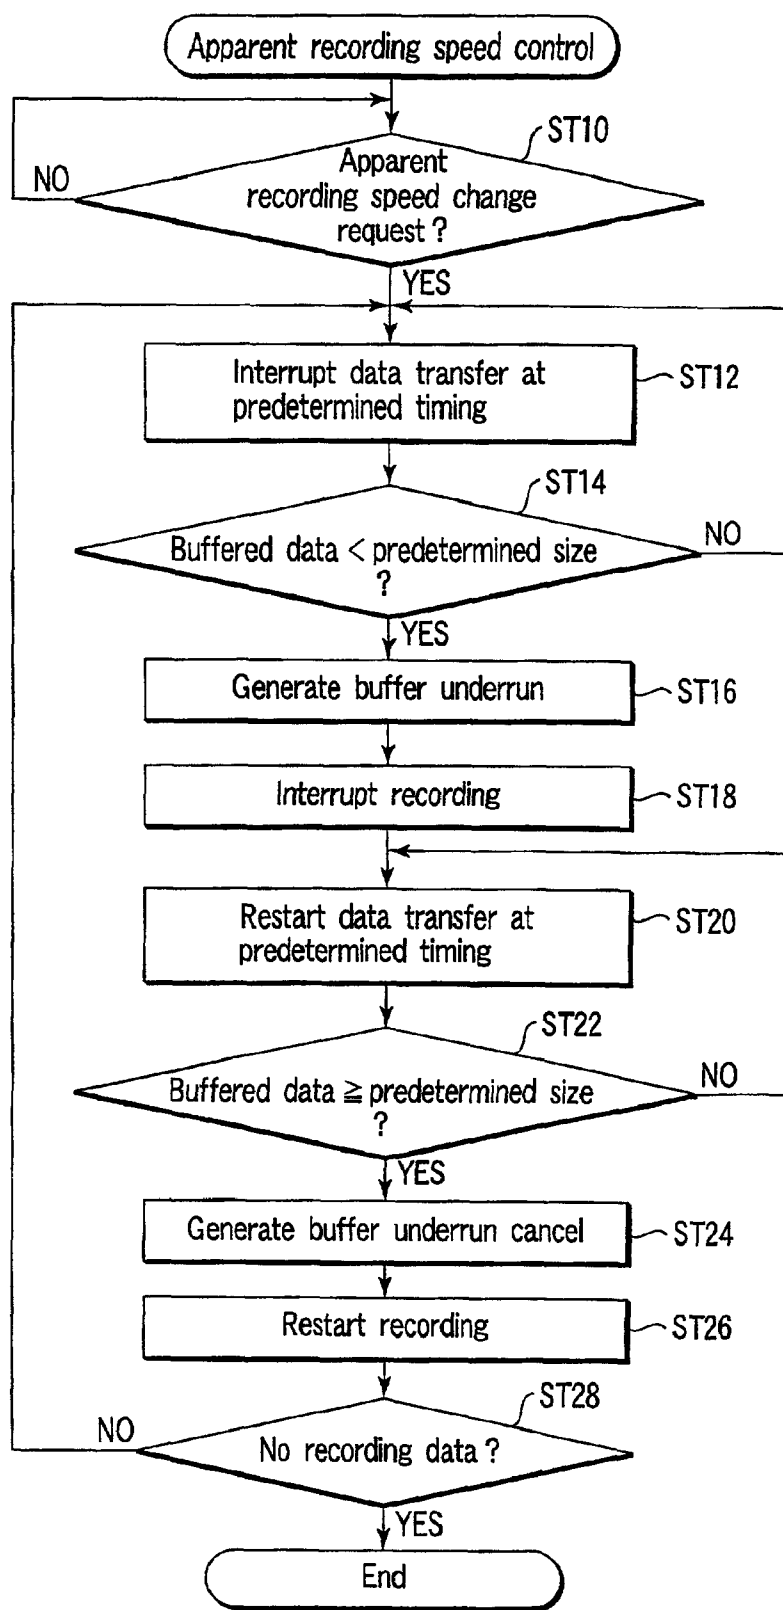 Apparent recording speed control
ST10
NO
Apparent
recording speed change
request?
YES
Interrupt data transfer at
predetermined timing
ST12
ST14
Buffered data < predetermined size
?
NO
YES
Generate buffer underrun
ST16
Interrupt recording
ST18
Restart data transfer at
predetermined timing
ST20
ST22
Buffered data ≧ predetermined size
?
NO
YES
Generate buffer underrun cancel
ST24
Restart recording
ST26
ST28
NO
No recording data?
YES
End